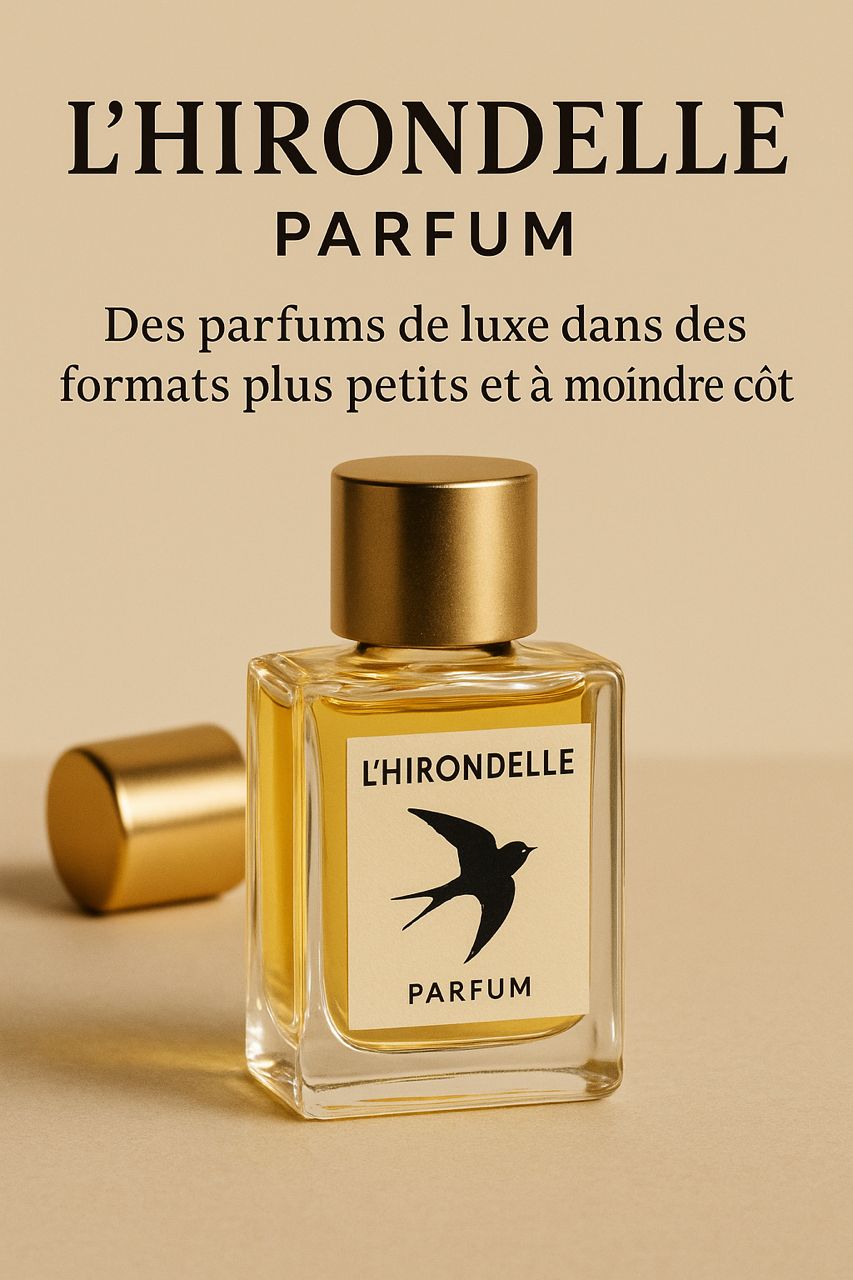 L'HIRONDELLE
PARFUM
Des parfums de luxe dans des
formats plus petits et à moíndre côt
L'HIRONDELLE
PARFUM